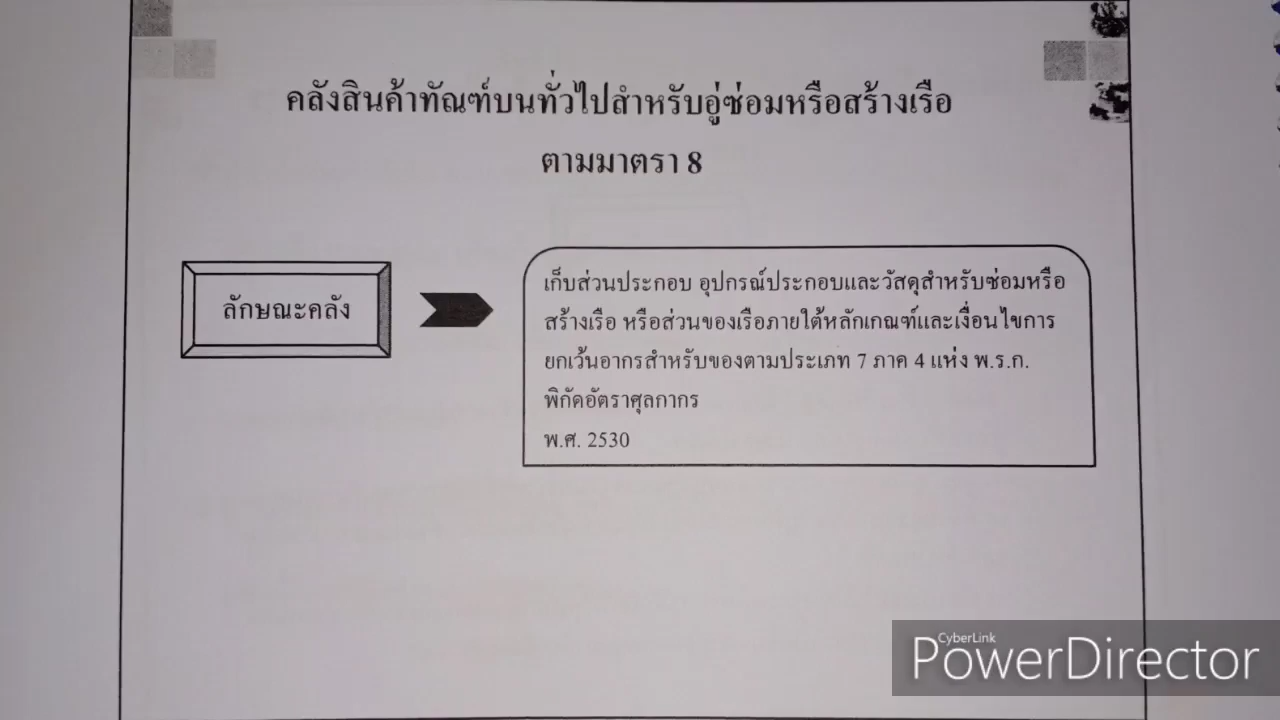 คลังสินค้าทัณฑ์บนทั่วไปสำหรับอู่ซ่อมหรือสร้างเรือ
ตามมาตรา 8
ลักษณะคลัง
เก็บส่วนประกอบ อุปกรณ์ประกอบและวัสดุสำหรับซ่อมหรือ
สร้างเรือ หรือส่วนของเรือภายใต้หลักเกณฑ์และเงื่อนไขการ
ยกเว้นอากรสำหรับของตามประเภท 7 ภาค 4 แห่ง พ.ร.ก.
พิกัดอัตราศุลกากร
พ.ศ. 2530
CyberLink
PowerDirector